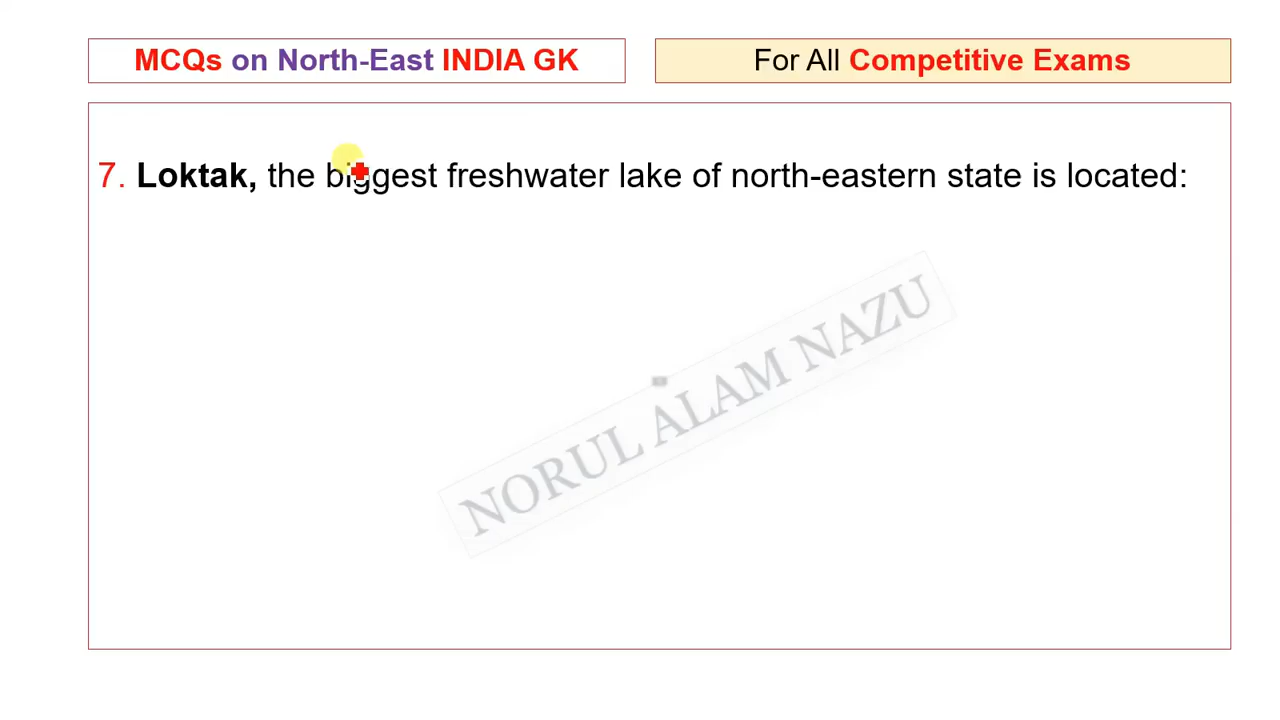 MCQs on North-East INDIA GK
For All Competitive Exams
7. Loktak, the biggest freshwater lake of north-eastern state is located:
NORUL ALAM NAZU